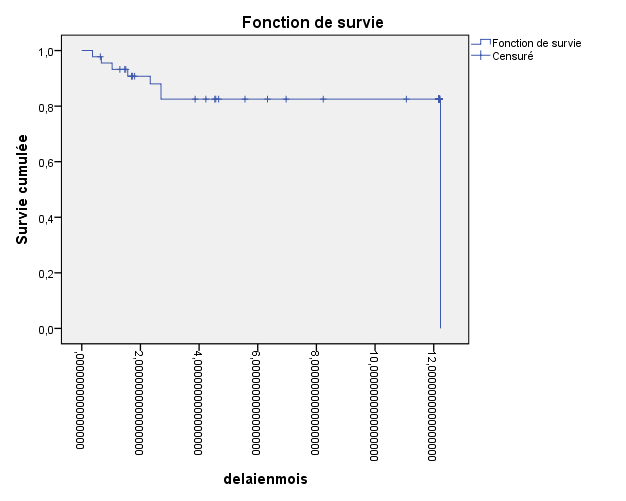 Fonction de survie
Fonction de survie
Censuré
1,0
0,8
0,6
0,4
0,2
0,0
Survie cumulée
,0000000000000000
2,0000000000000000
4,0000000000000000
6,0000000000000000
8,0000000000000000
10,0000000000000000
12,0000000000000000
delaienmois